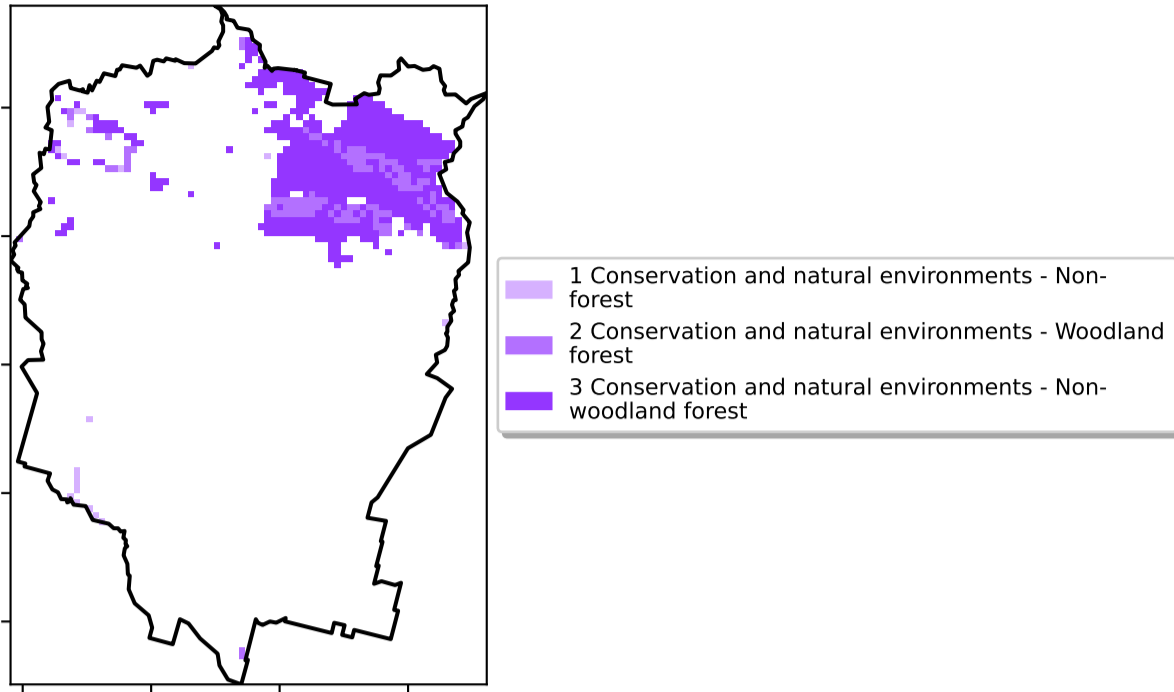 1 Conservation and natural environments - Non-
forest
2 Conservation and natural environments - Woodland
forest
3 Conservation and natural environments - Non-
woodland forest